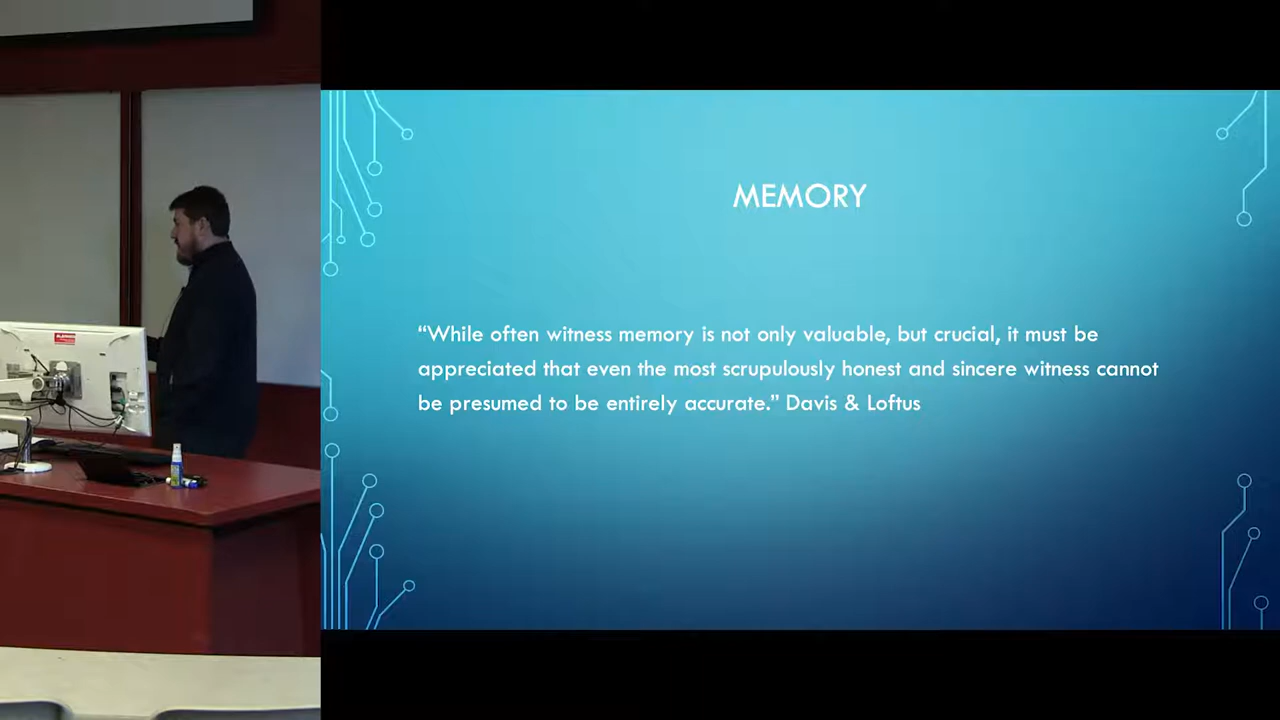 MEMORY
“While often witness memory is not only valuable, but crucial, it must be
appreciated that even the most scrupulously honest and sincere witness cannot
be presumed to be entirely accurate.” Davis & Loftus